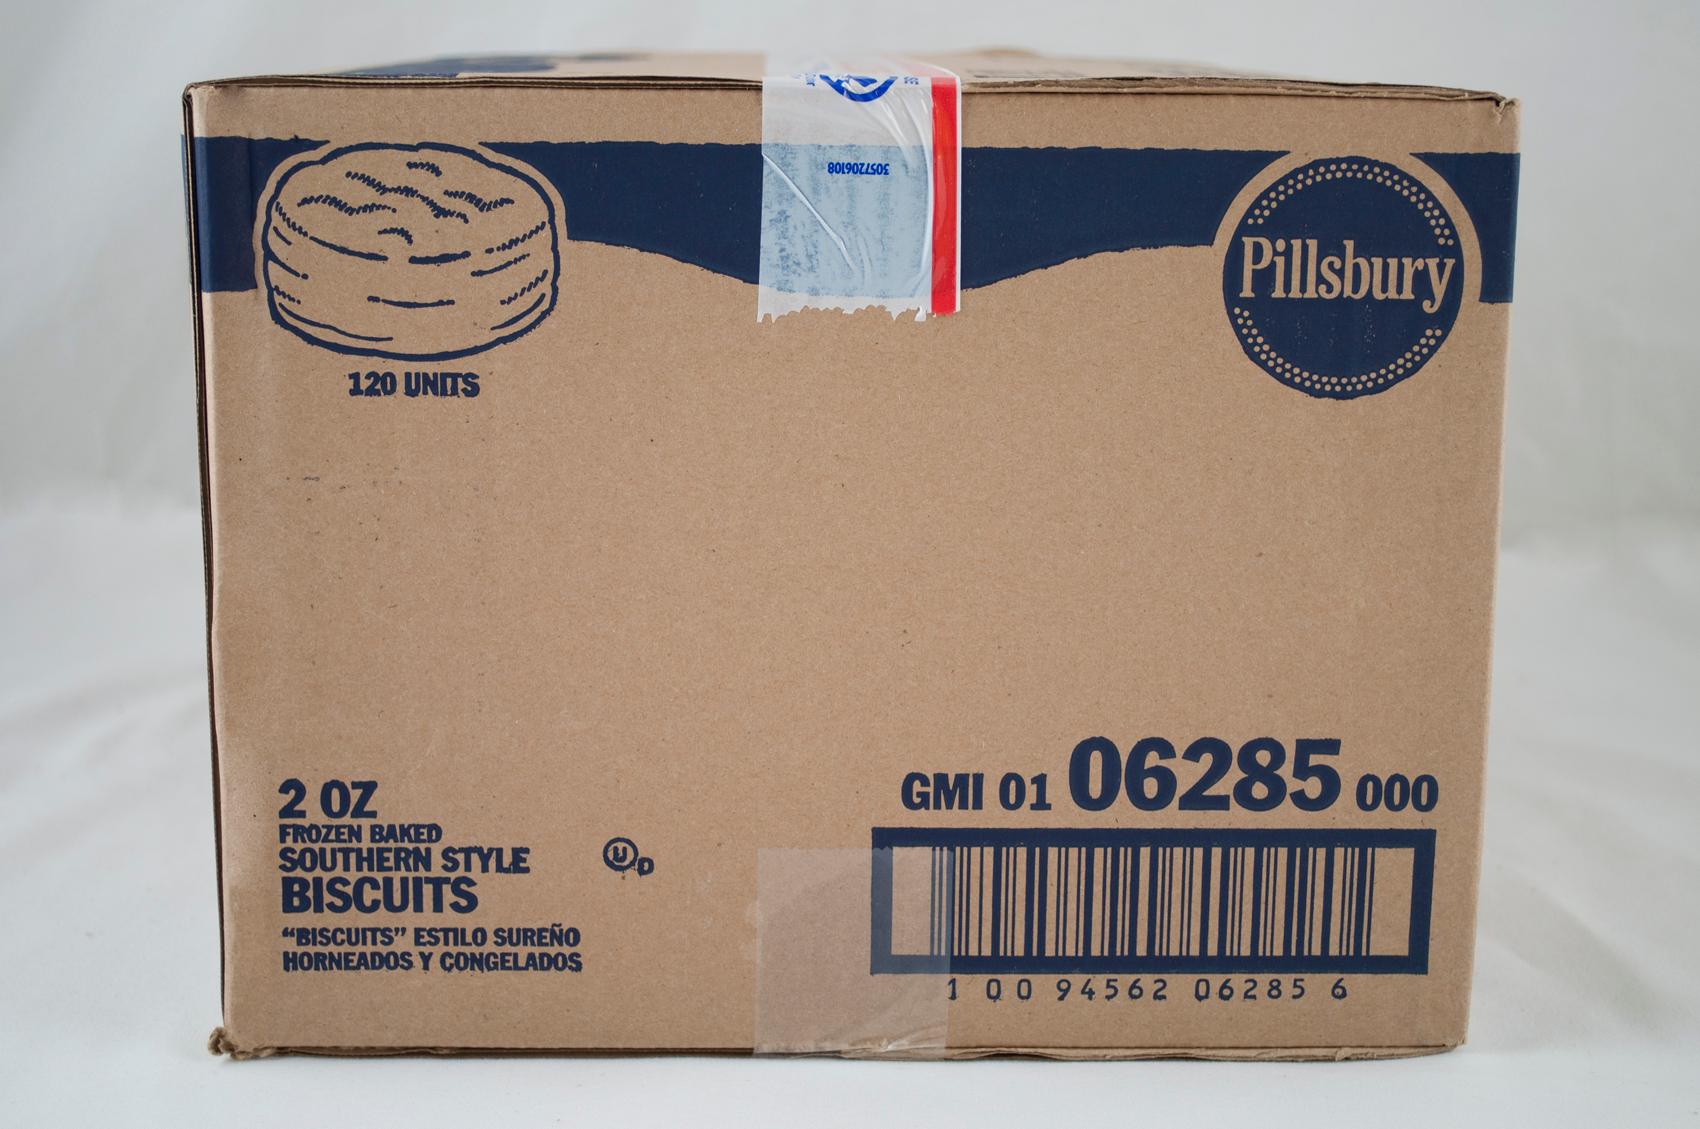 3057206108
Pillsbury
120 UNITS
GMI 01 06285 000
2 OZ
FROZEN BAKED
SOUTHERN STYLE
BISCUITS
U D
“BISCUITS” ESTILO SUREÑO
HORNEADOS Y CONGELADOS
1 00 94562 06285 6